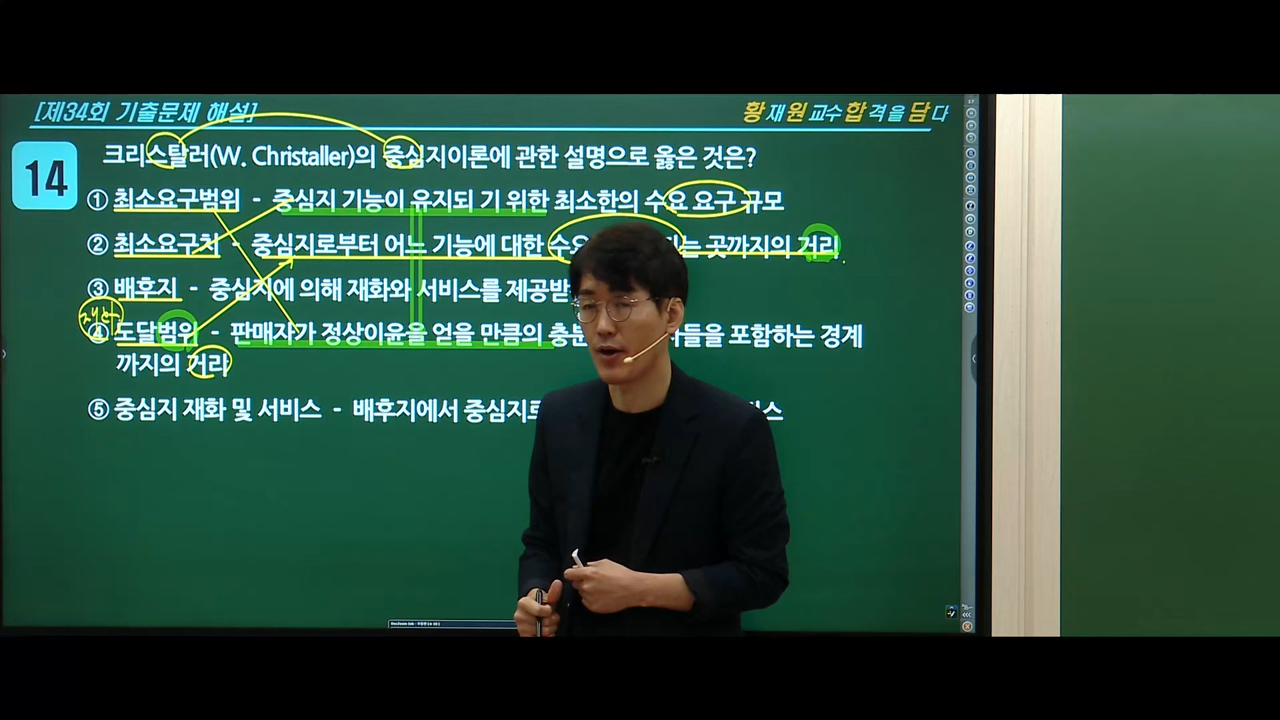 [제34회 기출문제 해설]
황재원 교수 합격을 담다
14
크리스탈러(W. Christaller)의 중심지이론에 관한 설명으로 옳은 것은?
① 최소요구범위 - 중심지 기능이 유지되 기 위한 최소한의 수요 요구 규모
② 최소요구치 - 중심지로부터 어느 기능에 대한 수요 는 곳까지의 거리
③ 배후지 - 중심지에 의해 재화와 서비스를 제공받
재화
④ 도달범위 - 판매자가 정상이윤을 얻을 만큼의 충분 들을 포함하는 경계
까지의 거리
⑤ 중심지 재화 및 서비스 - 배후지에서 중심지로 스